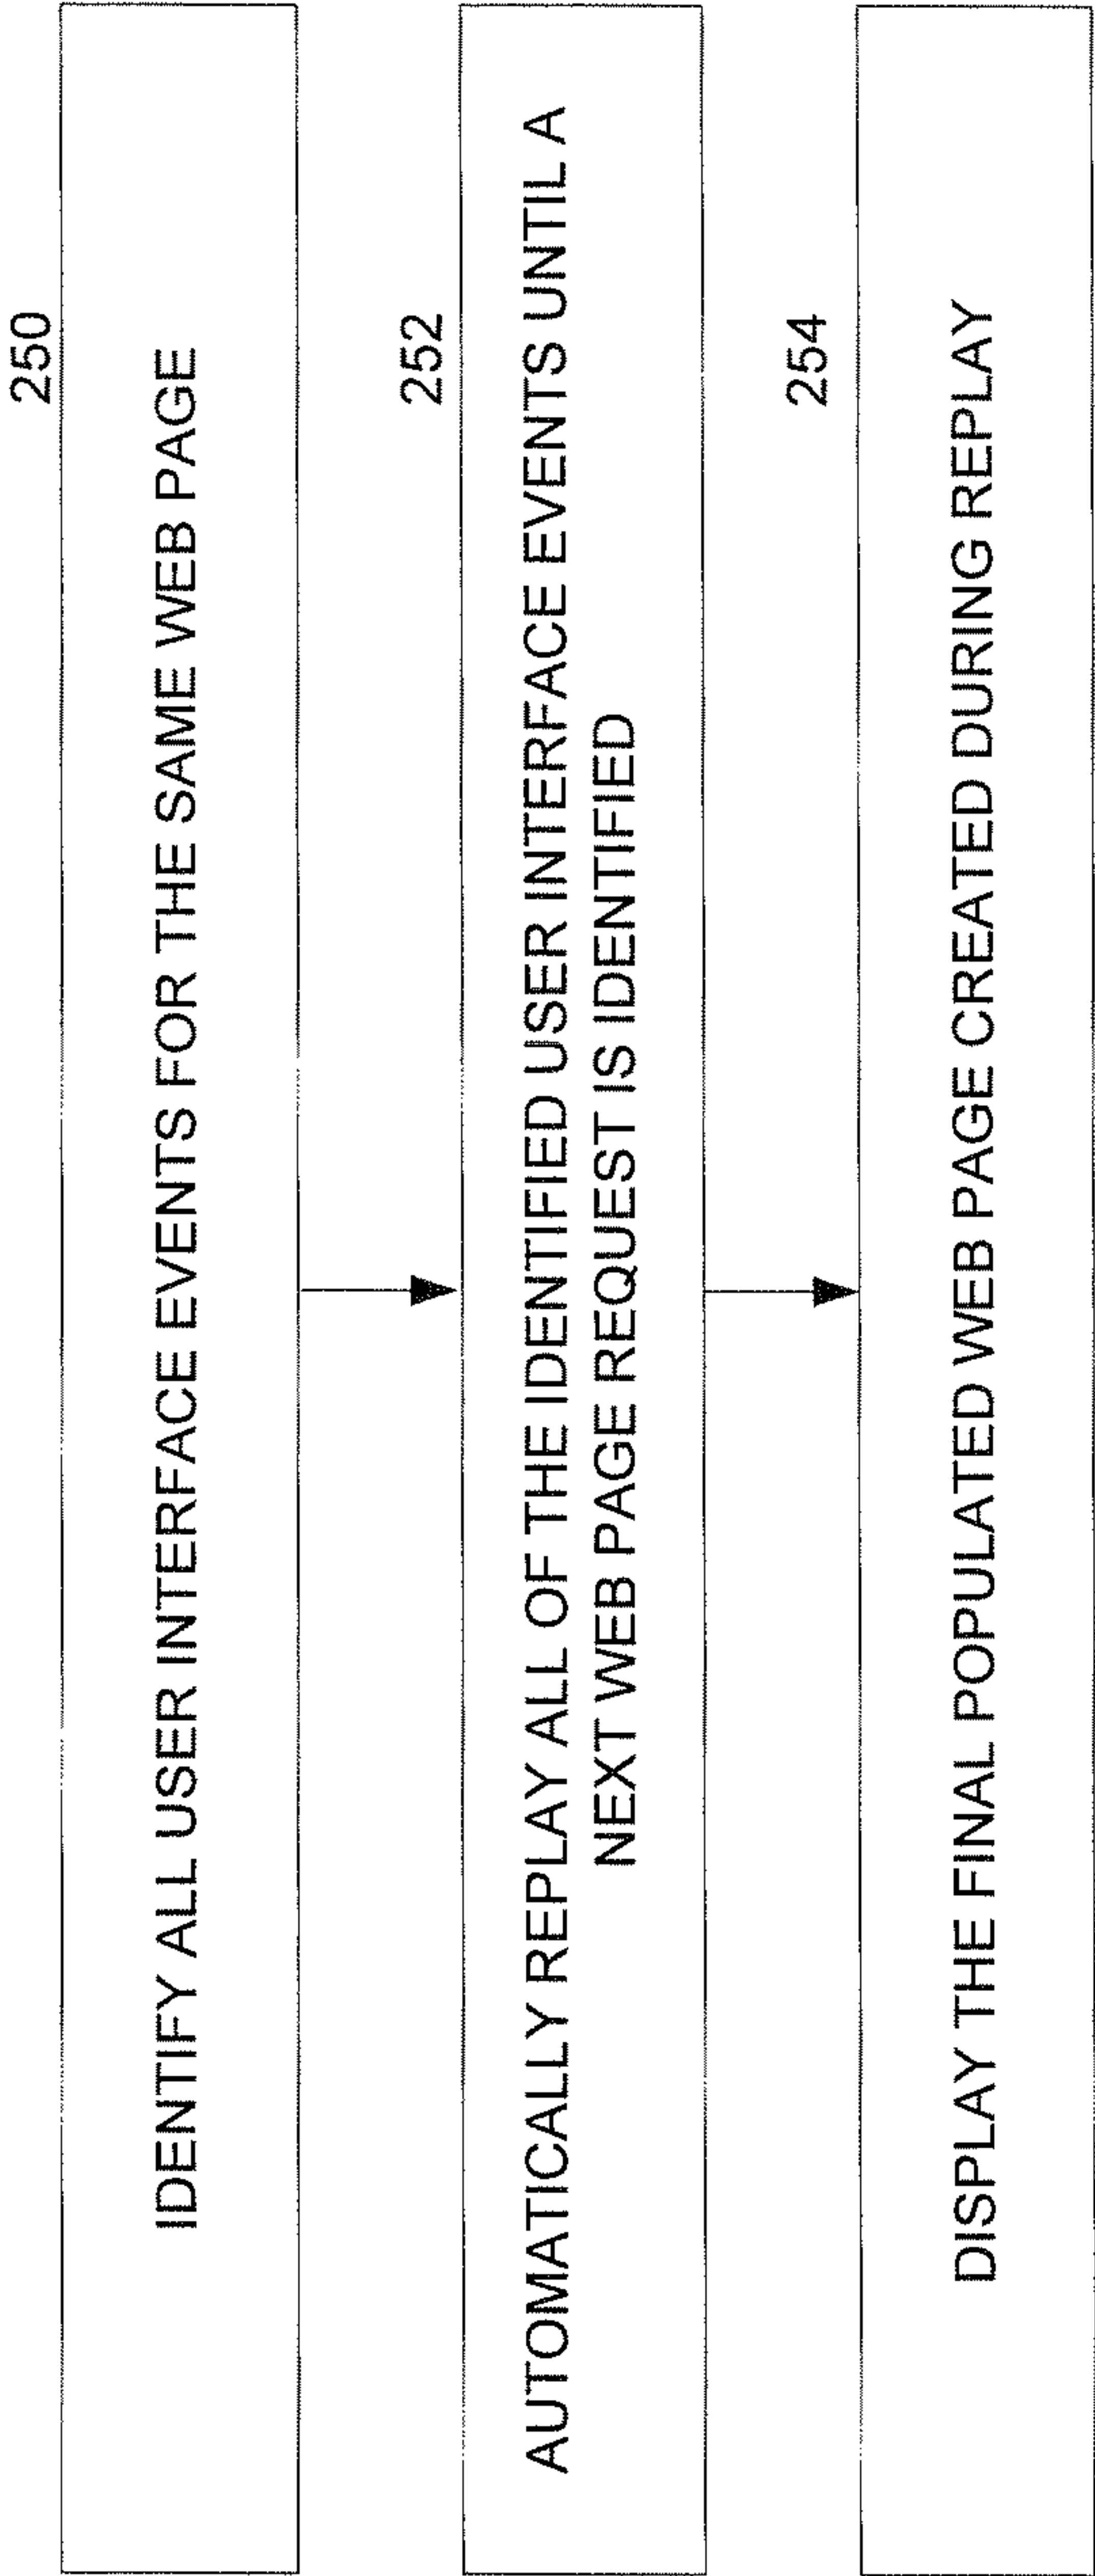 250
IDENTIFY ALL USER INTERFACE EVENTS FOR THE SAME WEB PAGE
252
AUTOMATICALLY REPLAY ALL OF THE IDENTIFIED USER INTERFACE EVENTS UNTIL A
NEXT WEB PAGE REQUEST IS IDENTIFIED
254
DISPLAY THE FINAL POPULATED WEB PAGE CREATED DURING REPLAY